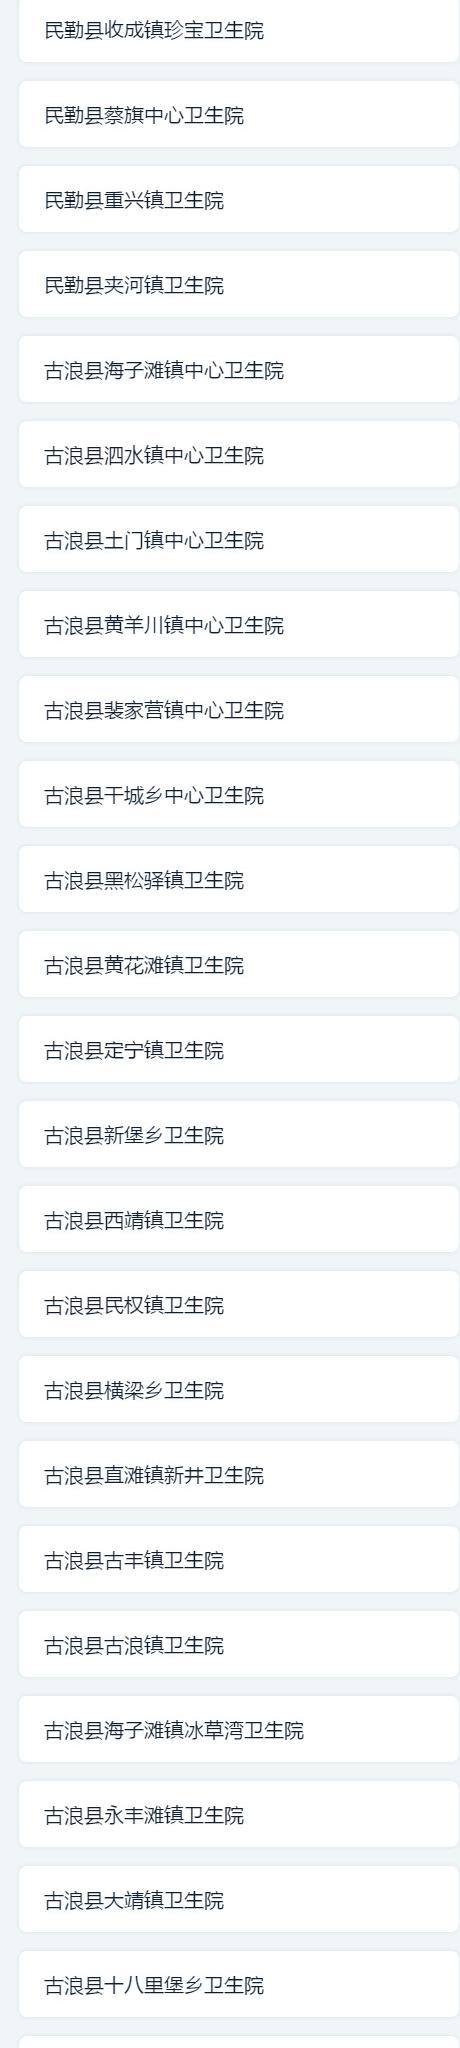 民勤县收成镇珍宝卫生院
民勤县蔡旗中心卫生院
民勤县重兴镇卫生院
民勤县夹河镇卫生院
古浪县海子滩镇中心卫生院
古浪县泗水镇中心卫生院
古浪县土门镇中心卫生院
古浪县黄羊川镇中心卫生院
古浪县裴家营镇中心卫生院
古浪县干城乡中心卫生院
古浪县黑松驿镇卫生院
古浪县黄花滩镇卫生院
古浪县定宁镇卫生院
古浪县新堡乡卫生院
古浪县西靖镇卫生院
古浪县民权镇卫生院
古浪县横梁乡卫生院
古浪县直滩镇新井卫生院
古浪县古丰镇卫生院
古浪县古浪镇卫生院
古浪县海子滩镇冰草湾卫生院
古浪县永丰滩镇卫生院
古浪县大靖镇卫生院
古浪县十八里堡乡卫生院